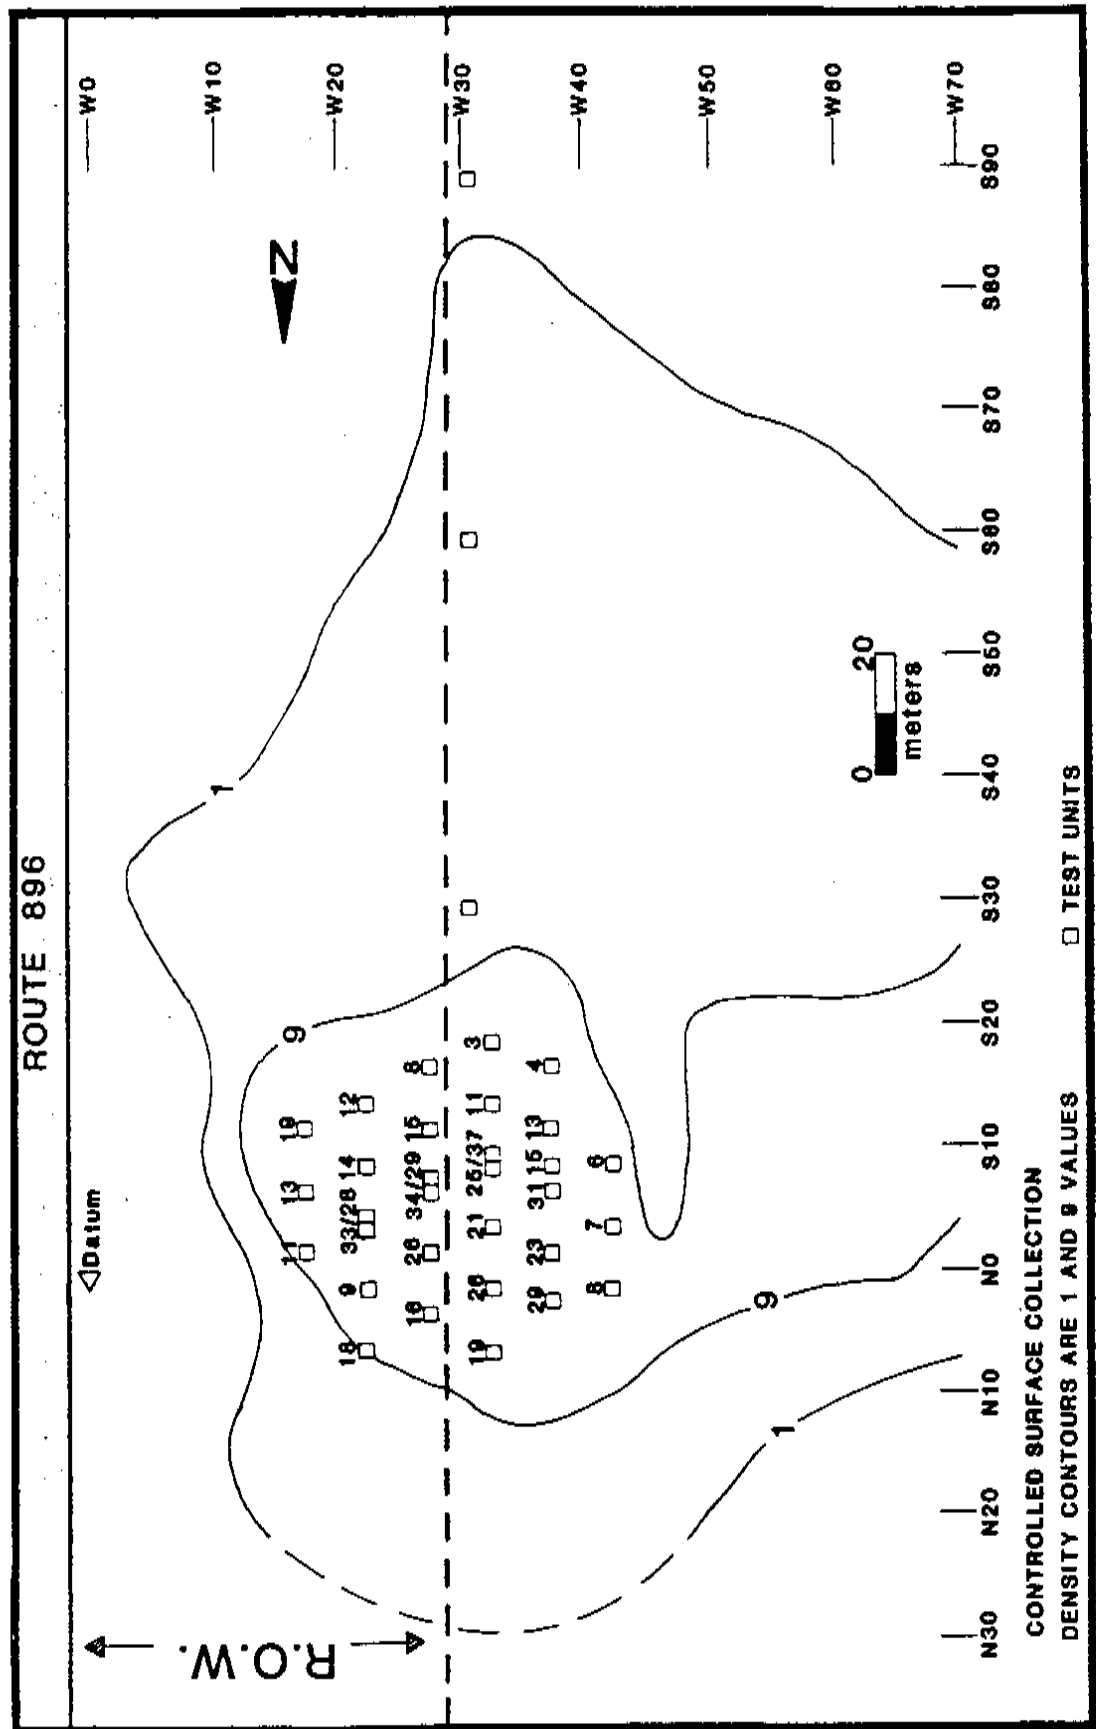 ROUTE 896
Datum
R.O.W.
N
W0
W10
W20
W30
W40
W50
W60
W70
N30
N20
N10
N0
S10
S20
S30
S40
S50
S60
S70
S80
S90
1
9
9
1
11
13
19
18
9
33/28
14
12
16
26
34/29
15
8
19
26
21
25/37
11
3
29
23
31
15
13
4
8
7
6
0 20
meters
CONTROLLED SURFACE COLLECTION
DENSITY CONTOURS ARE 1 AND 9 VALUES
TEST UNITS